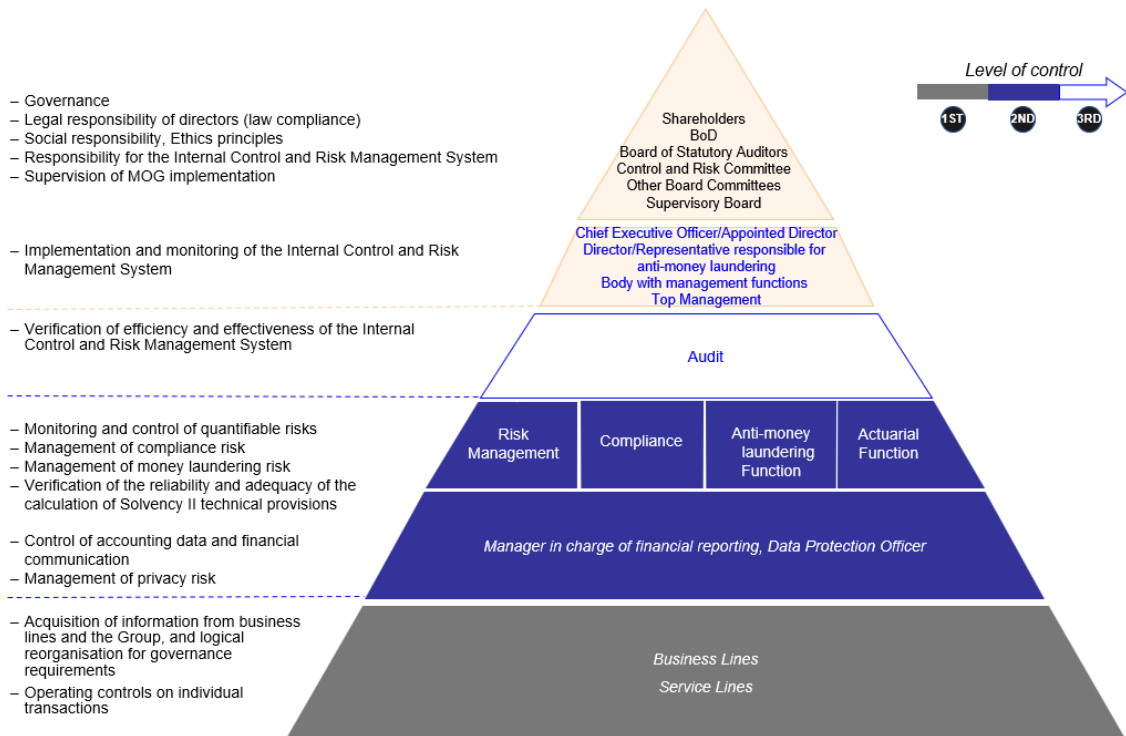 Level of control
1ST
2ND
3RD
– Governance
– Legal responsibility of directors (law compliance)
– Social responsibility, Ethics principles
– Responsibility for the Internal Control and Risk Management System
– Supervision of MOG implementation
Shareholders
BoD
Board of Statutory Auditors
Control and Risk Committee
Other Board Committees
Supervisory Board
– Implementation and monitoring of the Internal Control and Risk
Management System
Chief Executive Officer/Appointed Director
Director/Representative responsible for
anti-money laundering
Body with management functions
Top Management
– Verification of efficiency and effectiveness of the Internal
Control and Risk Management System
Audit
– Monitoring and control of quantifiable risks
– Management of compliance risk
– Management of money laundering risk
– Verification of the reliability and adequacy of the
calculation of Solvency II technical provisions
Risk
Management
Compliance
Anti-money
laundering
Function
Actuarial
Function
– Control of accounting data and financial
communication
– Management of privacy risk
Manager in charge of financial reporting, Data Protection Officer
– Acquisition of information from business
lines and the Group, and logical
reorganisation for governance
requirements
– Operating controls on individual
transactions
Business Lines
Service Lines